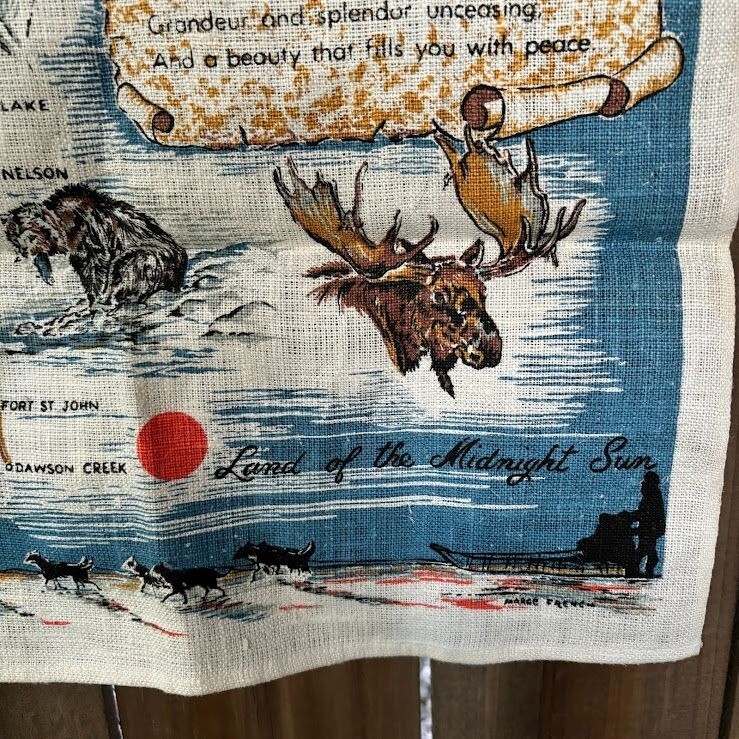 Grandeur and splendor unceasing,
And a beauty that fills you with peace.
LAKE
NELSON
FORT ST JOHN
DAWSON CREEK
Land of the Midnight Sun
MARGE FRENCH